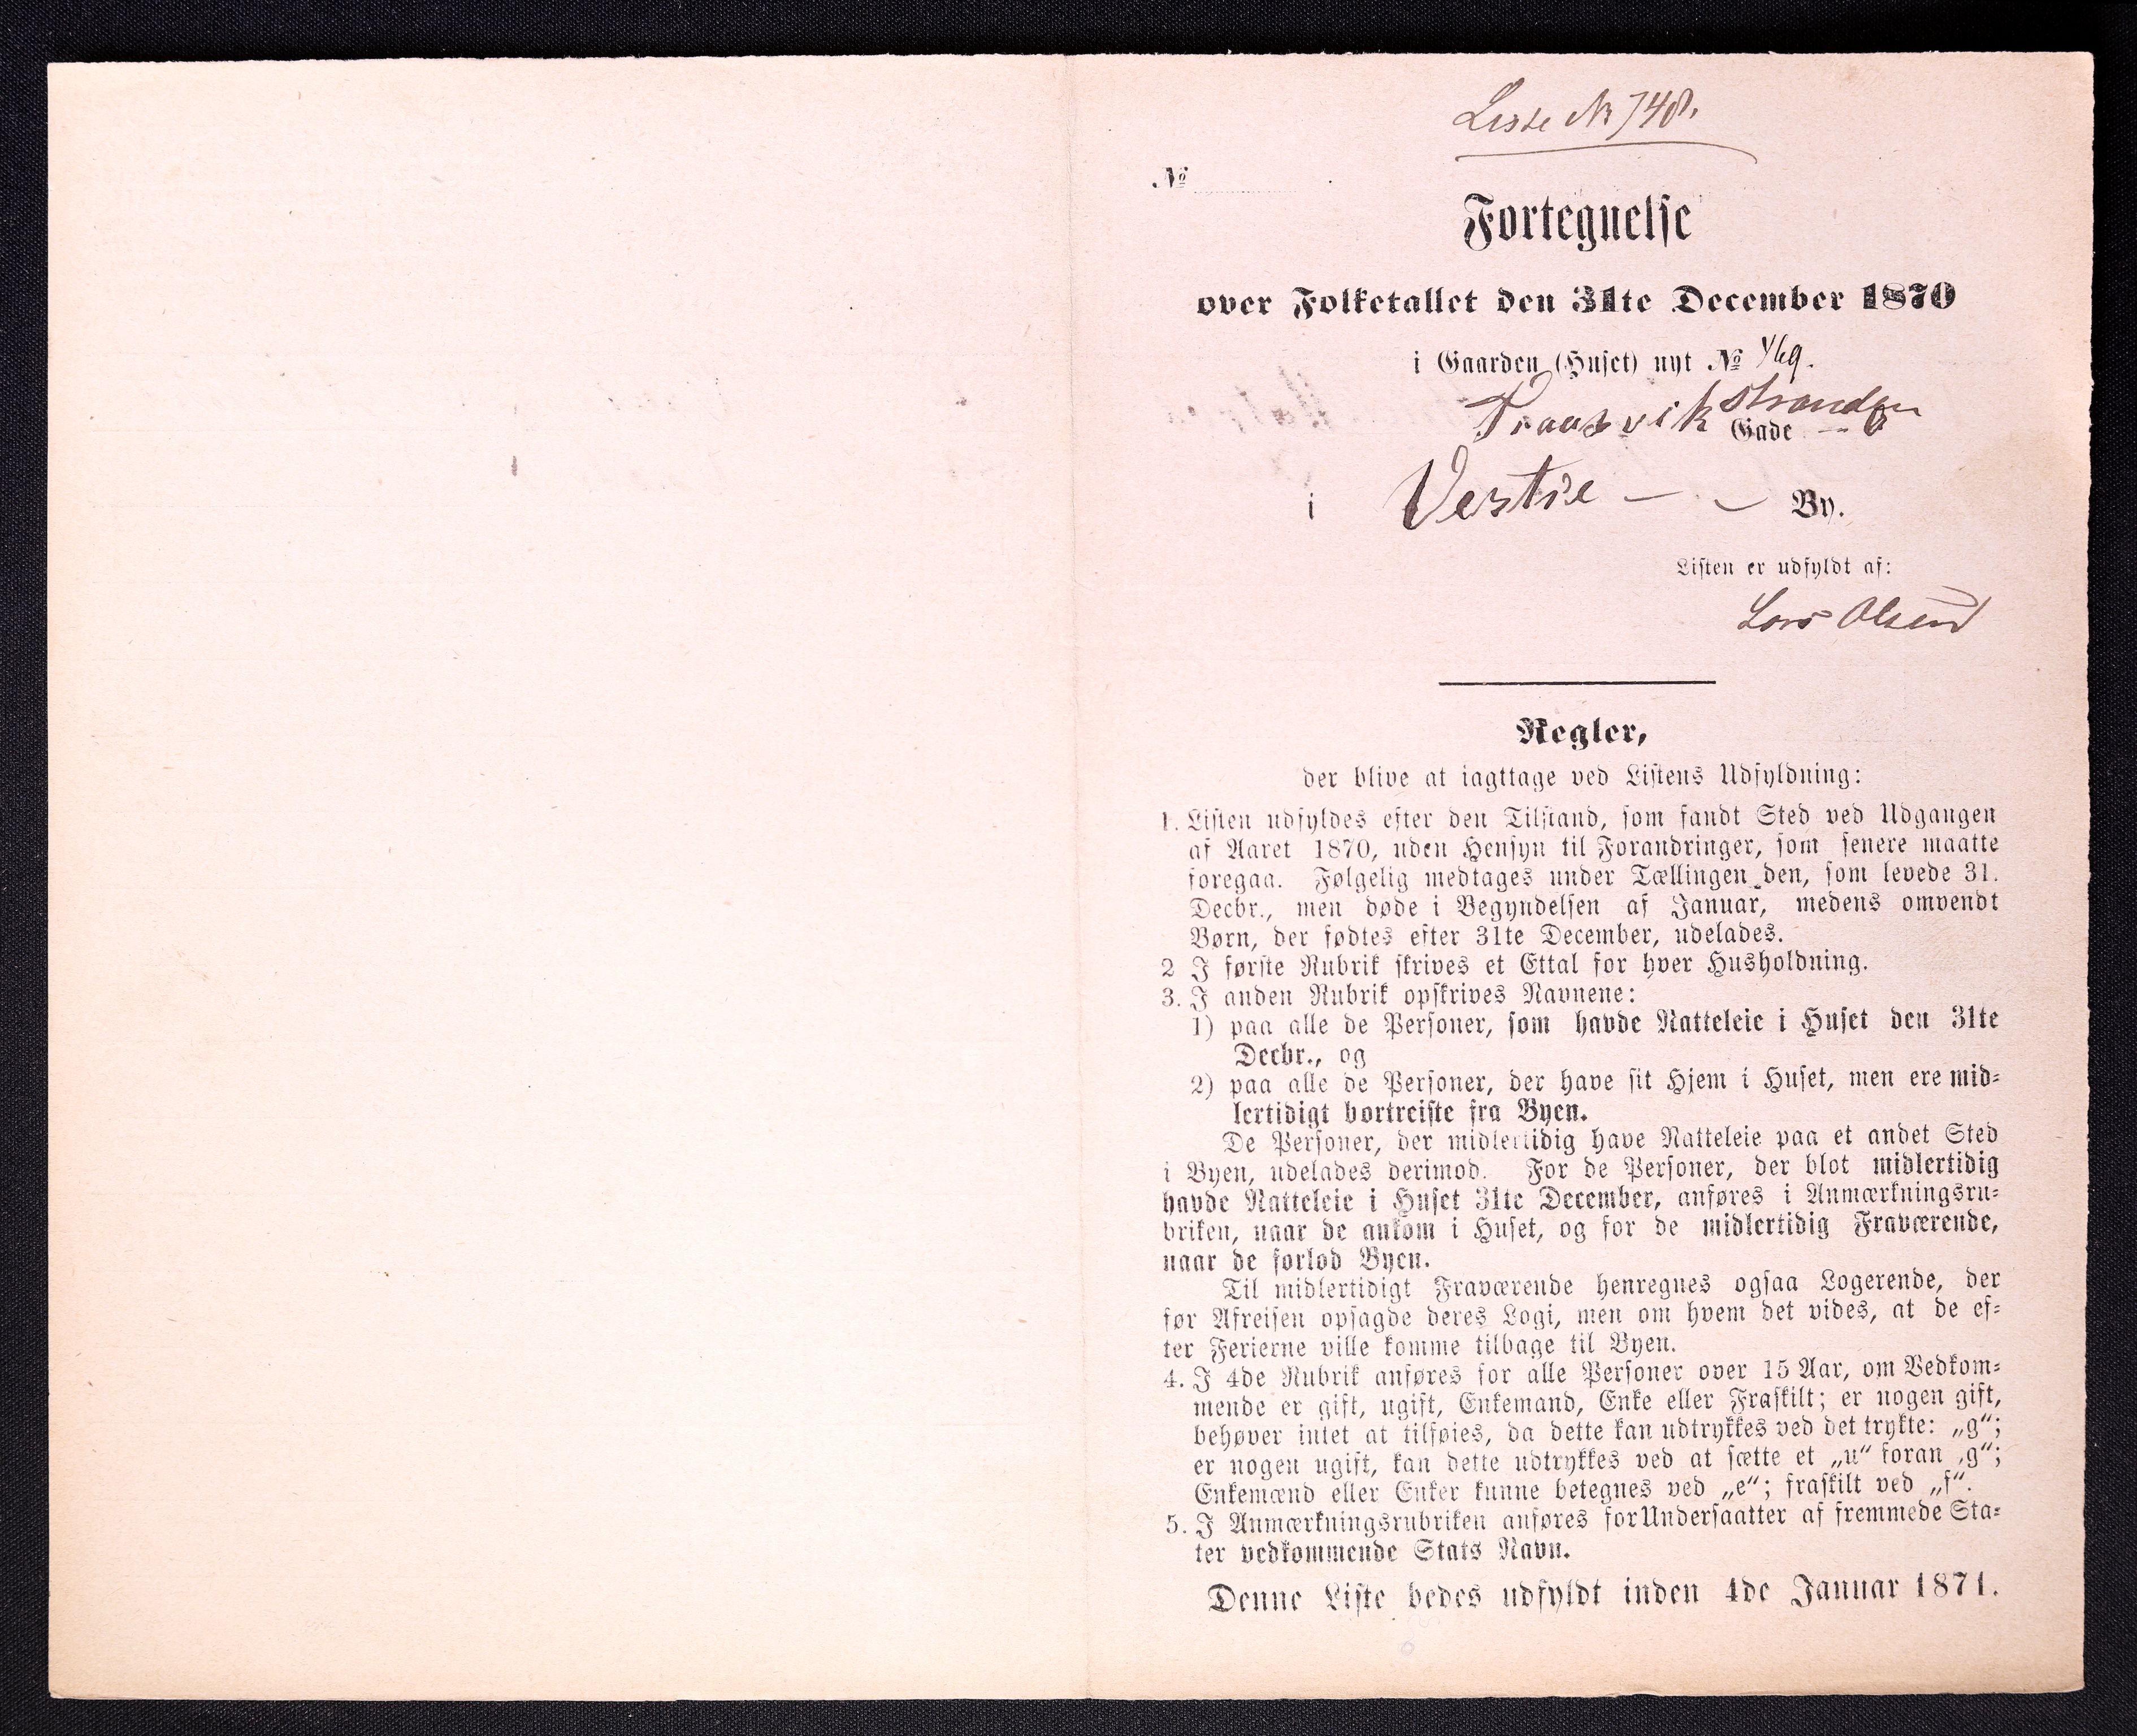 Liste № 748.
№
Fortegnelse
over Folketallet den 31te December 1870
i Gaarden (Huset) nyt № 469.
Praasvikstranden
Gade
i Vestre By.
Listen er udfyldt af:
Lars Olsen
Regler,
der blive at iagttage ved Listens Udfyldning:
1. Listen udfyldes efter den Tilstand, som fandt Sted ved Udgangen
af Aaret 1870, uden Hensyn til Forandringer, som senere maatte
foregaa. Følgelig medtages under Tællingen den, som levede 31.
Decbr., men døde i Begyndelsen af Januar, medens omvendt
Børn, der fødtes efter 31te December, udelades.
2 I første Rubrik skrives et Ettal for hver Husholdning.
3. I anden Rubrik opskrives Navnene:
1) paa alle de Personer, som havde Natteleie i Huset den 31te
Decbr., og
2) paa alle de Personer, der have sit Hjem i Huset, men ere mid-
lertidigt bortreiste fra Byen.
De Personer, der midlertidig have Natteleie paa et andet Sted
i Byen, udelades derimod. For de Personer, der blot midlertidig
havde Natteleie i Huset 31te December, anføres i Anmærkningsru-
briken, naar de ankom i Huset, og for de midlertidig Fraværende,
naar de forlod Byen.
Til midlertidigt Fraværende henregnes ogsaa Logerende, der
før Afreisen opsagde deres Logi, men om hvem det vides, at de ef-
ter Ferierne ville komme tilbage til Byen.
4. I 4de Rubrik anføres for alle Personer over 15 Aar, om Vedkom-
mende er gift, ugift, Enkemand, Enke eller Fraskilt; er nogen gift,
behøver intet at tilføies, da dette kan udtrykkes ved det trykte: „g“;
er nogen ugift, kan dette udtrykkes ved at sætte et „u“ foran ,g“;
Enkemænd eller Enker kunne betegnes ved „e“; fraskilt ved „f“.
5. I Anmærkningsrubriken anføres for Undersaatter af fremmede Sta-
ter vedkommende Stats Navn.
Denne Liste bedes udfyldt inden 4de Januar 1871.